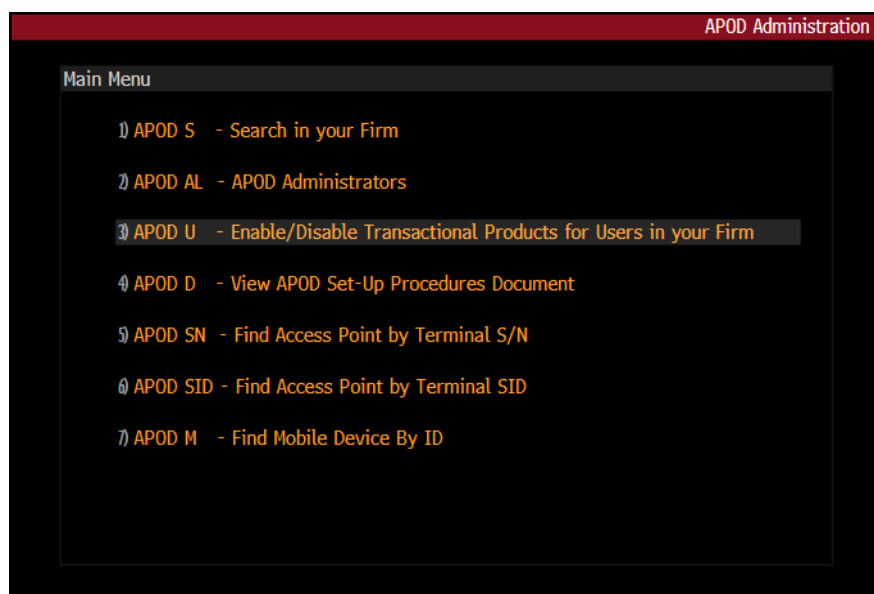 APOD Administration
Main Menu
1) APOD S - Search in your Firm
2) APOD AL - APOD Administrators
3) APOD U - Enable/Disable Transactional Products for Users in your Firm
4) APOD D - View APOD Set-Up Procedures Document
5) APOD SN - Find Access Point by Terminal S/N
6) APOD SID - Find Access Point by Terminal SID
7) APOD M - Find Mobile Device By ID